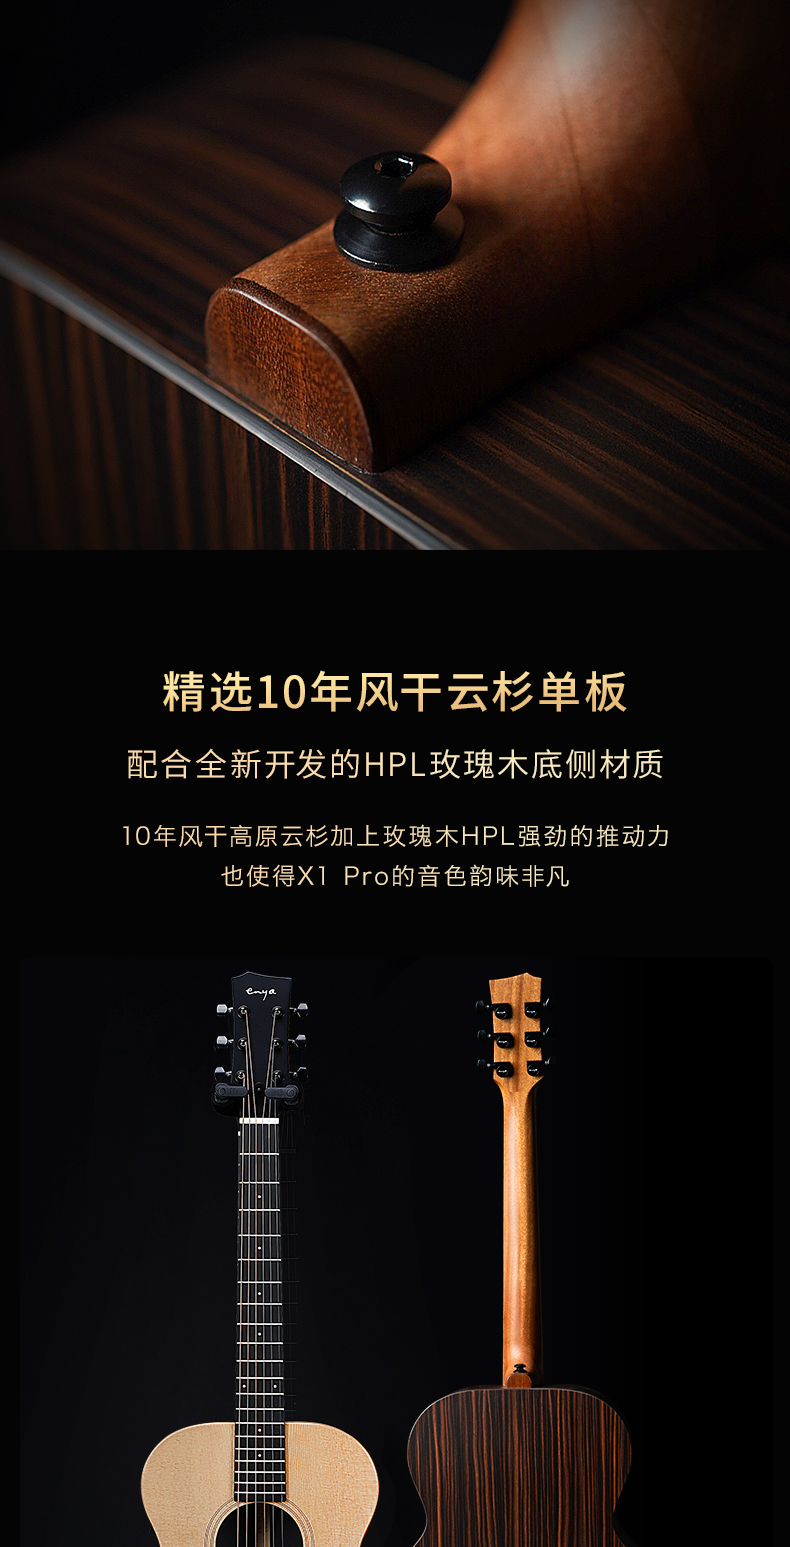 精选10年风干云杉单板
配合全新开发的HPL玫瑰木底侧材质
10年风干高原云杉加上玫瑰木HPL强劲的推动力
也使得X1 Pro的音色韵味非凡
enya